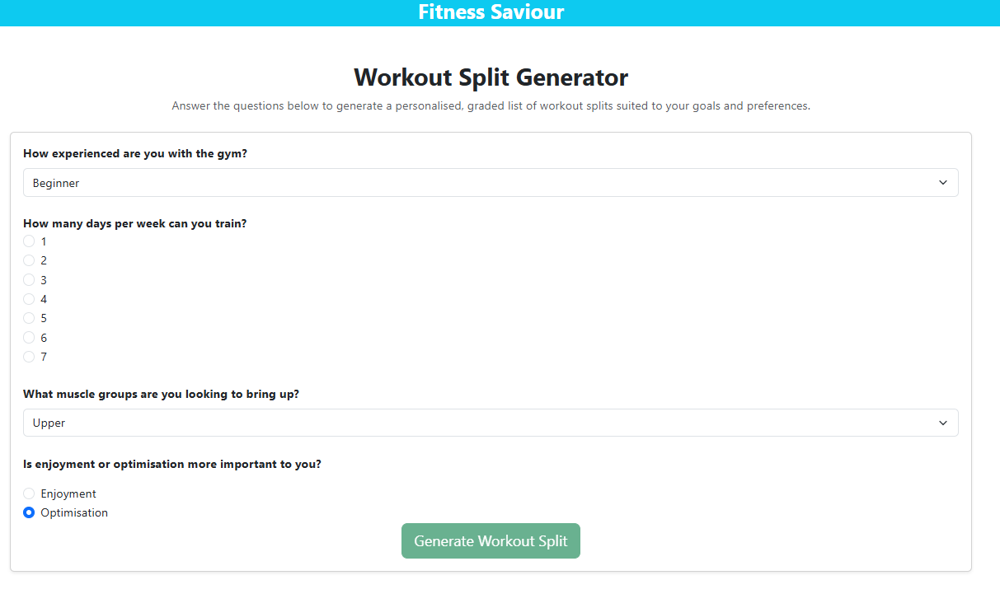 Fitness Saviour
Workout Split Generator
Answer the questions below to generate a personalised, graded list of workout splits suited to your goals and preferences.
How experienced are you with the gym?
Beginner
How many days per week can you train?
1
2
3
4
5
6
7
What muscle groups are you looking to bring up?
Upper
Is enjoyment or optimisation more important to you?
Enjoyment
Optimisation
Generate Workout Split